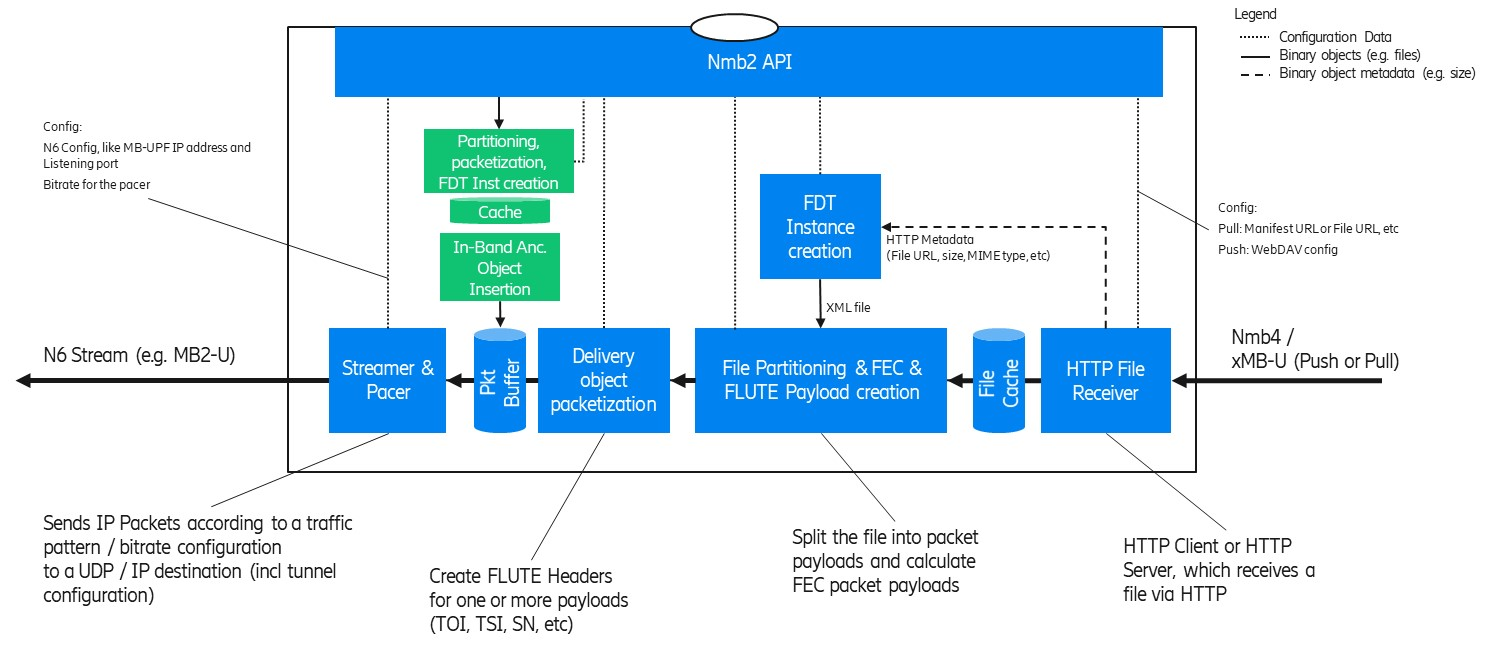 Legend
Configuration Data
Binary objects (e.g. files)
Binary object metadata (e.g. size)
Nmb2 API
Config:
N6 Config, like MB-UPF IP address and
Listening port
Bitrate for the pacer
Partitioning,
packetization,
FDT Inst creation
Cache
In-Band Anc.
Object
Insertion
FDT
Instance
creation
HTTP Metadata
(File URL, size, MIME type, etc)
XML file
Config:
Pull: Manifest URL or File URL, etc
Push: WebDAV config
N6 Stream (e.g. MB2-U)
Streamer &
Pacer
Pkt
Buffer
Delivery
object
packetization
File Partitioning & FEC &
FLUTE Payload creation
File
Cache
HTTP File
Receiver
Nmb4 /
xMB-U (Push or Pull)
Sends IP Packets according to a traffic
pattern / bitrate configuration
to a UDP / IP destination (incl tunnel
configuration)
Create FLUTE Headers
for one or more payloads
(TOI, TSI, SN, etc)
Split the file into packet
payloads and calculate
FEC packet payloads
HTTP Client or HTTP
Server, which receives a
file via HTTP